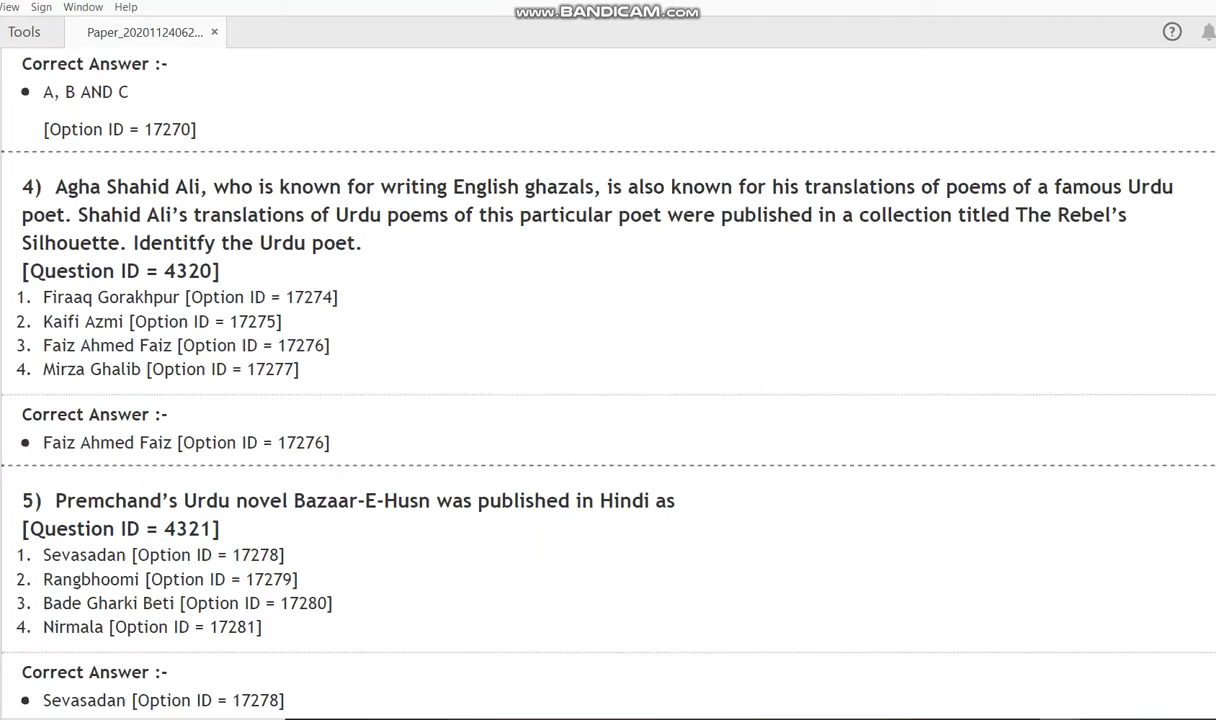 View Sign Window Help
www.BANDICAM.com
Tools Paper_20201124062... × ?
Correct Answer :-
• A, B AND C
[Option ID = 17270]
4) Agha Shahid Ali, who is known for writing English ghazals, is also known for his translations of poems of a famous Urdu
poet. Shahid Ali’s translations of Urdu poems of this particular poet were published in a collection titled The Rebel’s
Silhouette. Identitfy the Urdu poet.
[Question ID = 4320]
1. Firaaq Gorakhpur [Option ID = 17274]
2. Kaifi Azmi [Option ID = 17275]
3. Faiz Ahmed Faiz [Option ID = 17276]
4. Mirza Ghalib [Option ID = 17277]
Correct Answer :-
• Faiz Ahmed Faiz [Option ID = 17276]
5) Premchand’s Urdu novel Bazaar-E-Husn was published in Hindi as
[Question ID = 4321]
1. Sevasadan [Option ID = 17278]
2. Rangbhoomi [Option ID = 17279]
3. Bade Gharki Beti [Option ID = 17280]
4. Nirmala [Option ID = 17281]
Correct Answer :-
• Sevasadan [Option ID = 17278]